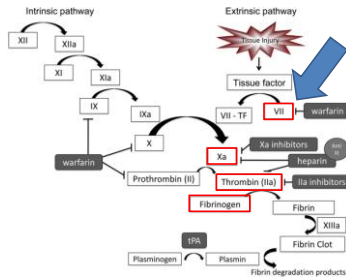 Intrinsic pathway
Extrinsic pathway
XII
XIIa
Tissue Injury
XI
XIa
Tissue factor
IX
IXa
VII - TF
VII
warfarin
X
Xa
Xa inhibitors
heparin
warfarin
Prothrombin (II)
Thrombin (IIa)
IIa inhibitors
Fibrinogen
Fibrin
XIIIa
Fibrin Clot
tPA
Plasminogen
Plasmin
Fibrin degradation products